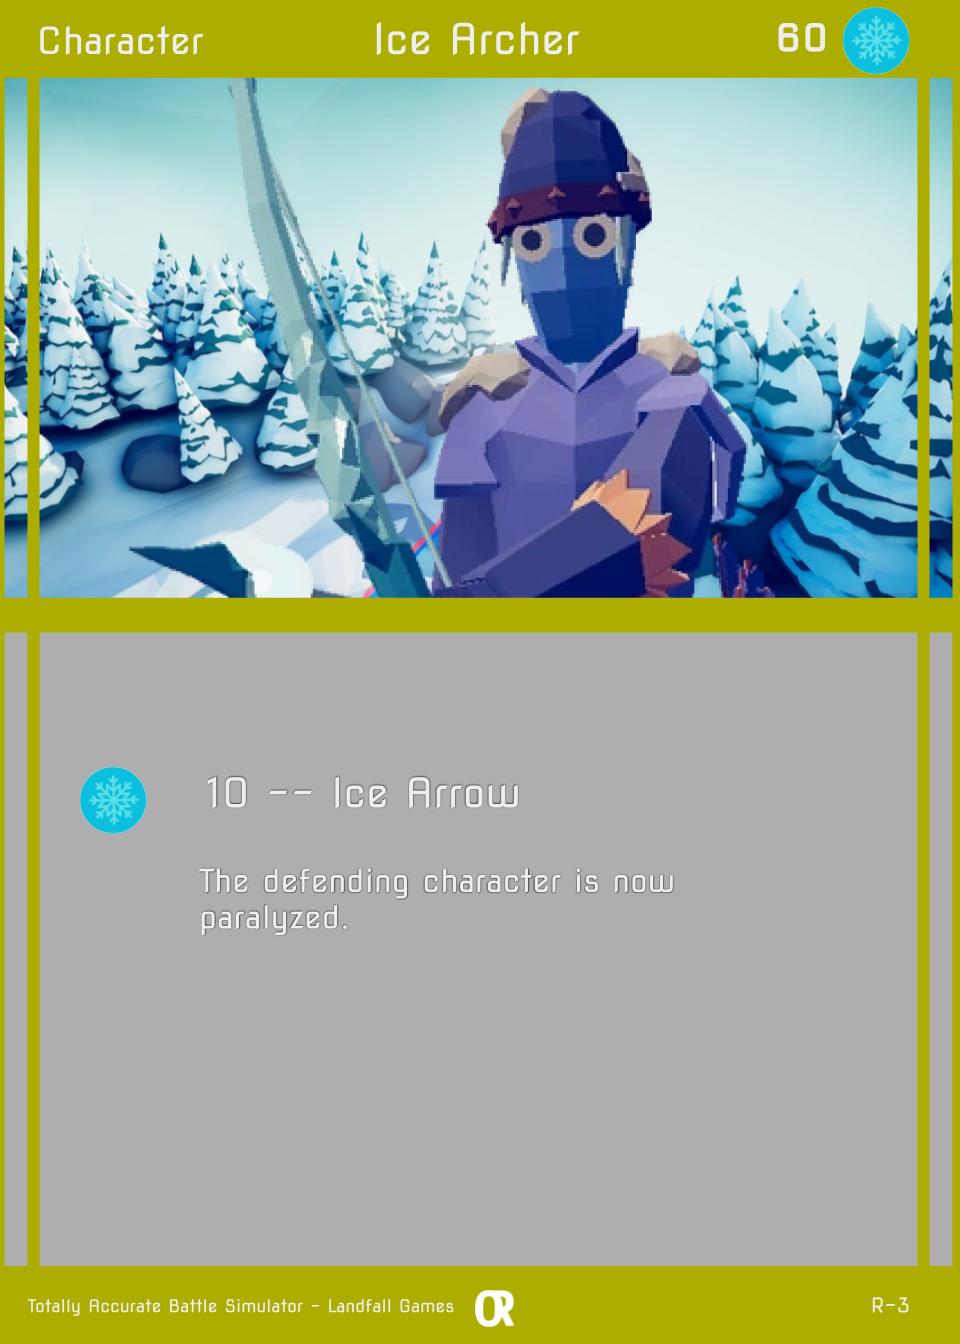 Character
Ice Archer
60
10 -- Ice Arrow
The defending character is now
paralyzed.
Totally Accurate Battle Simulator - Landfall Games
OR
R-3